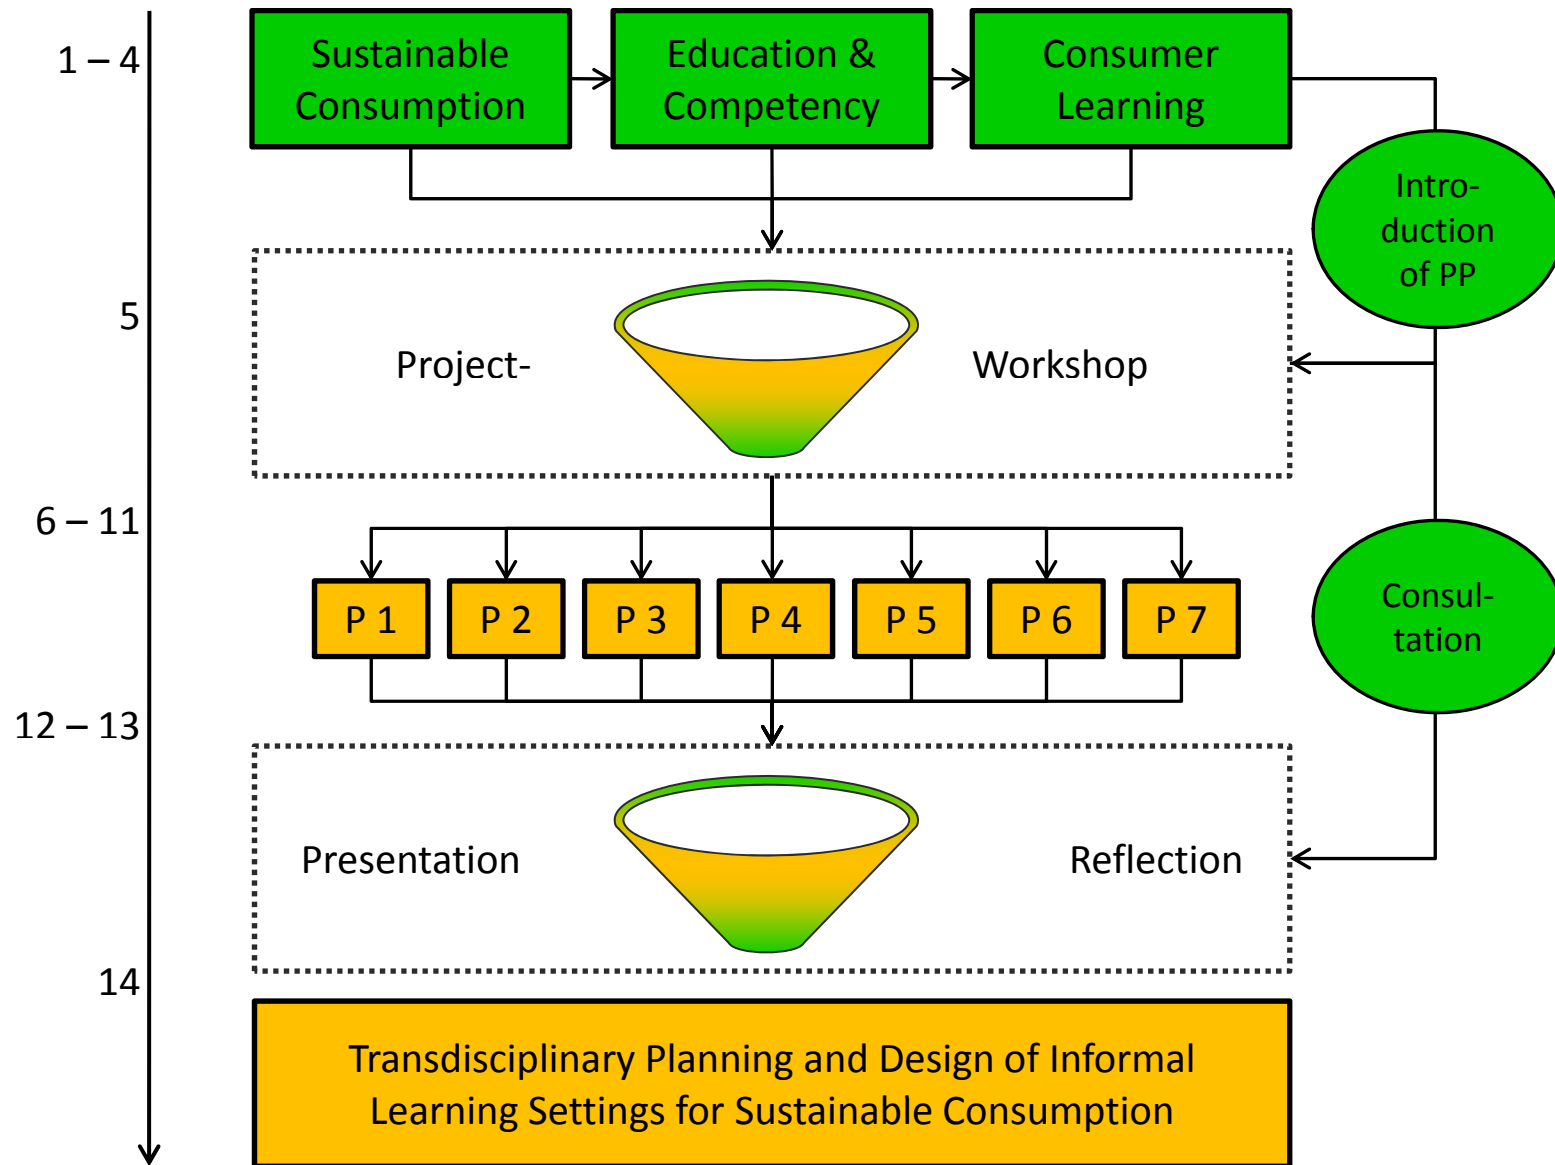 1 – 4
Sustainable
Consumption
Education &
Competency
Consumer
Learning
Intro-
duction
of PP
5
Project-
Workshop
6 – 11
P 1
P 2
P 3
P 4
P 5
P 6
P 7
Consul-
tation
12 – 13
Presentation
Reflection
14
Transdisciplinary Planning and Design of Informal
Learning Settings for Sustainable Consumption